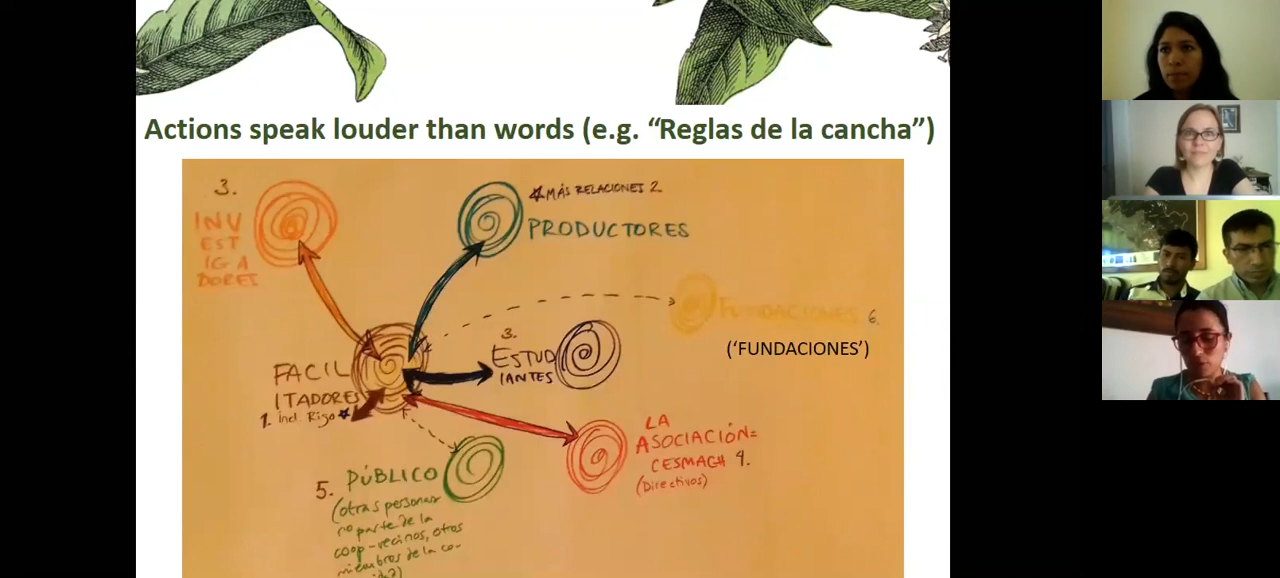 Actions speak louder than words (e.g. “Reglas de la cancha”)
3.
INV
EST
IG A
DORES
☆MÁS RELACIONES 2
PRODUCTORES
FUNDACIONES 6.
(‘FUNDACIONES’)
3.
ESTUD
IANTES
FACIL
ITADORES
1. Incl. Rigo ☆
LA
ASOCIACIÓN=
CESMACH 4.
(Directivos)
5. PÚBLICO
(otras personas
no parte de la
coop-vecinos, otros
miembros de la co-